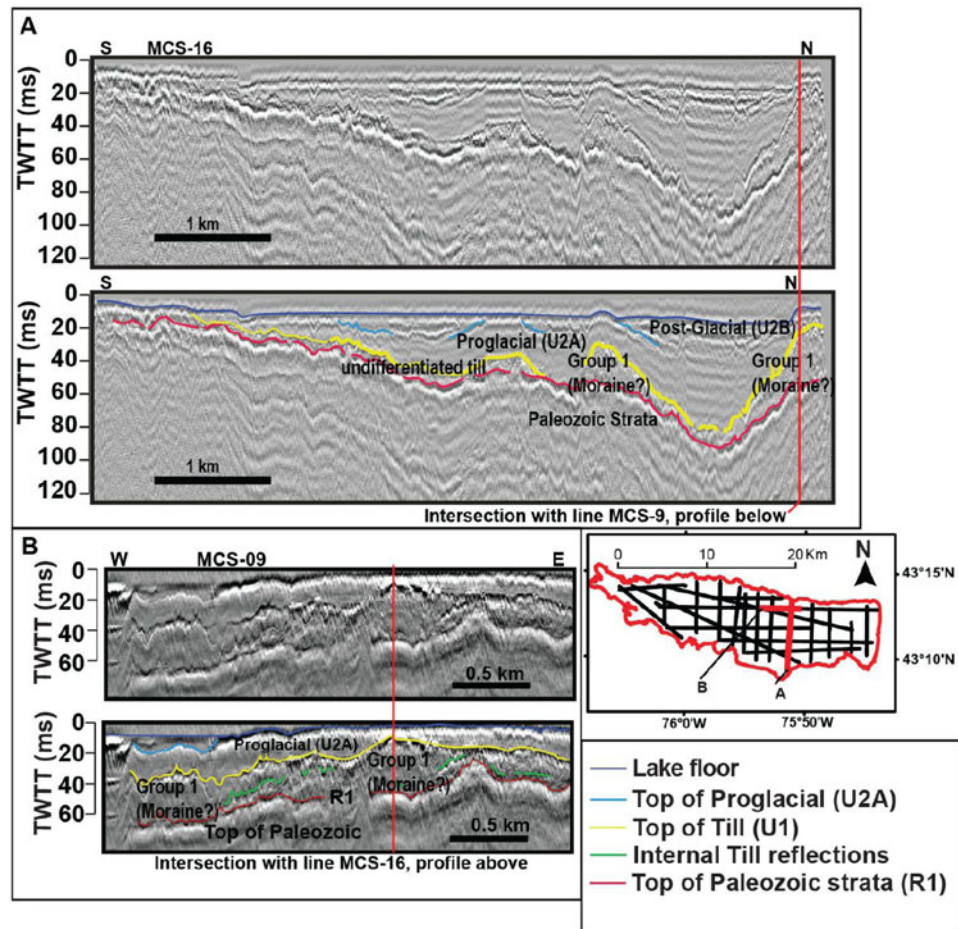 A
S MCS-16 N
TWTT (ms)
0
20
40
60
80
100
120
1 km
S N
TWTT (ms)
0
20
40
60
80
100
120
Post-Glacial (U2B)
Proglacial (U2A)
undifferentiated till
Group 1
(Moraine?)
Group 1
(Moraine?)
Paleozoic Strata
1 km
Intersection with line MCS-9, profile below
B
W MCS-09 E
TWTT (ms)
0
20
40
60
0.5 km
TWTT (ms)
0
20
40
60
Proglacial (U2A)
Group 1
(Moraine?)
Group 1
(Moraine?)
R1
Top of Paleozoic
0.5 km
Intersection with line MCS-16, profile above
0 10 20 Km
N
43°15'N
43°10'N
B
A
76°0'W 75°50'W
Lake floor
Top of Proglacial (U2A)
Top of Till (U1)
Internal Till reflections
Top of Paleozoic strata (R1)